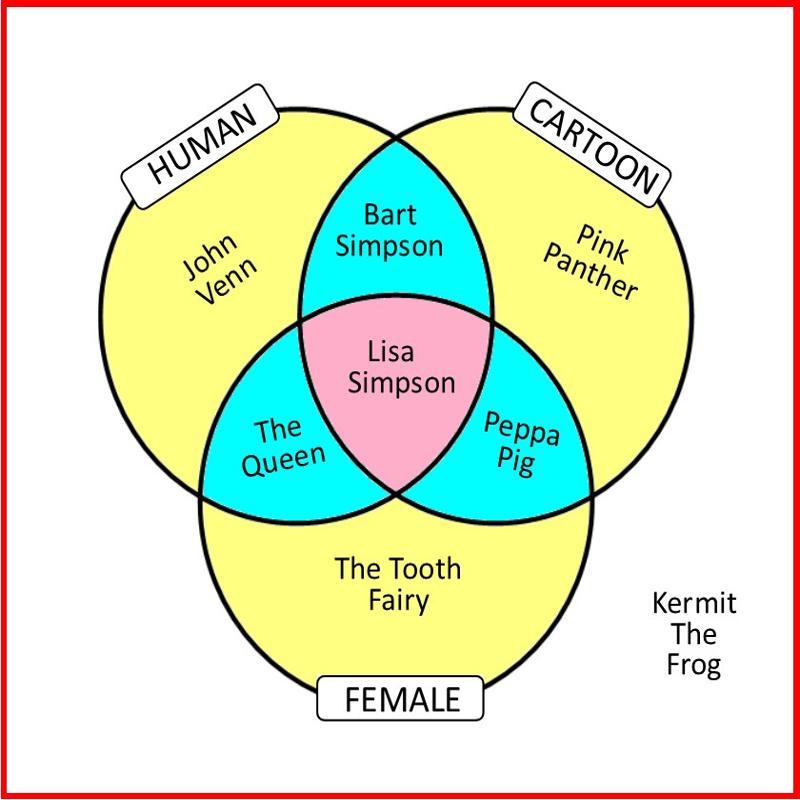 HUMAN
CARTOON
Bart
Simpson
John
Venn
Pink
Panther
Lisa
Simpson
The
Queen
Peppa
Pig
The Tooth
Fairy
Kermit
The
Frog
FEMALE